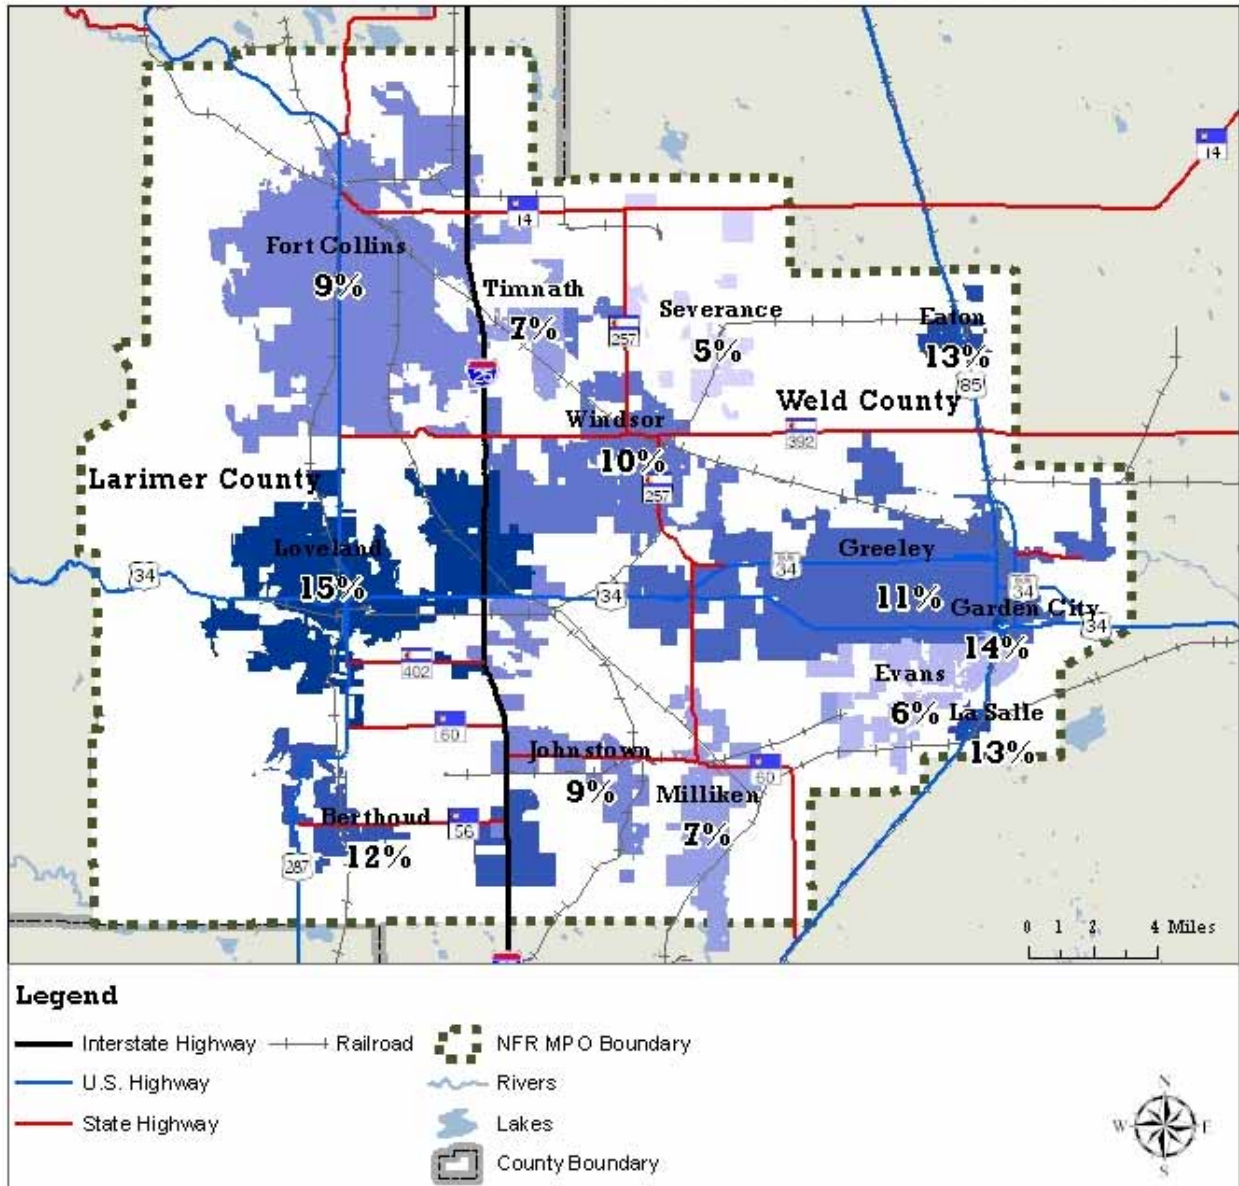 14
14
Fort Collins
9%
Timnath
7%
257
Severance
5%
Eaton
13%
25
85
Weld County
Windsor
392
10%
257
Larimer County
Loveland
15%
34
34
Greeley
34
11%
34
Garden City
34
14%
402
Evans
6%
La Salle
13%
60
Johnstown
9%
60
Milliken
7%
Berthoud
56
12%
287
0 1 2 4 Miles
Legend
Interstate Highway
Railroad
NFR MPO Boundary
U.S. Highway
Rivers
State Highway
Lakes
County Boundary
N
W E
S